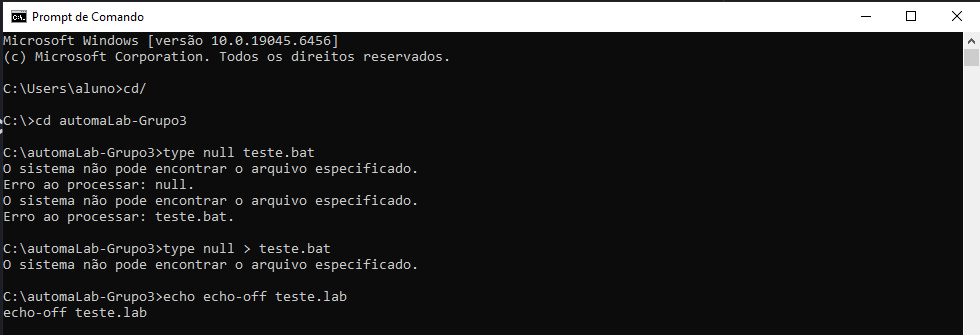 Prompt de Comando
Microsoft Windows [versão 10.0.19045.6456]
(c) Microsoft Corporation. Todos os direitos reservados.
C:\Users\aluno>cd/
C:\>cd automaLab-Grupo3
C:\automaLab-Grupo3>type null teste.bat
O sistema não pode encontrar o arquivo especificado.
Erro ao processar: null.
O sistema não pode encontrar o arquivo especificado.
Erro ao processar: teste.bat.
C:\automaLab-Grupo3>type null > teste.bat
O sistema não pode encontrar o arquivo especificado.
C:\automaLab-Grupo3>echo echo-off teste.lab
echo-off teste.lab